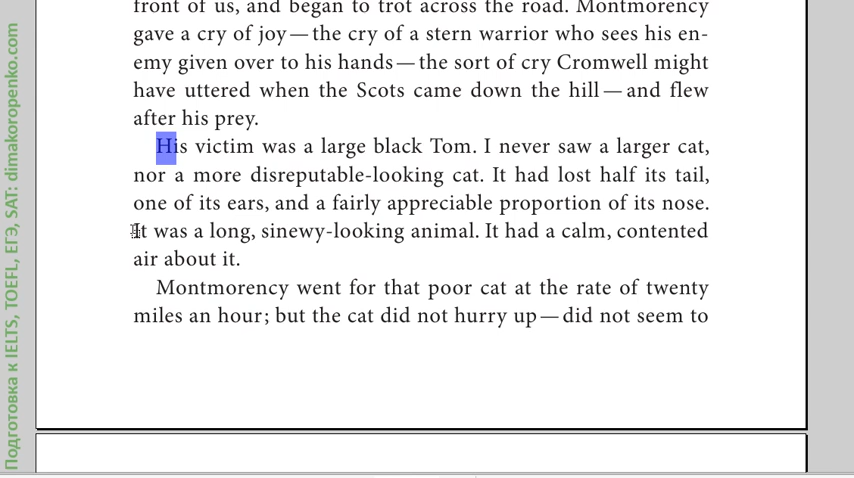 front of us, and began to trot across the road. Montmorency
gave a cry of joy—the cry of a stern warrior who sees his en-
emy given over to his hands—the sort of cry Cromwell might
have uttered when the Scots came down the hill—and flew
after his prey.
His victim was a large black Tom. I never saw a larger cat,
nor a more disreputable-looking cat. It had lost half its tail,
one of its ears, and a fairly appreciable proportion of its nose.
It was a long, sinewy-looking animal. It had a calm, contented
air about it.
Montmorency went for that poor cat at the rate of twenty
miles an hour; but the cat did not hurry up—did not seem to
Подготовка к IELTS, TOEFL, ЕГЭ, SAT: dimakoropenko.com